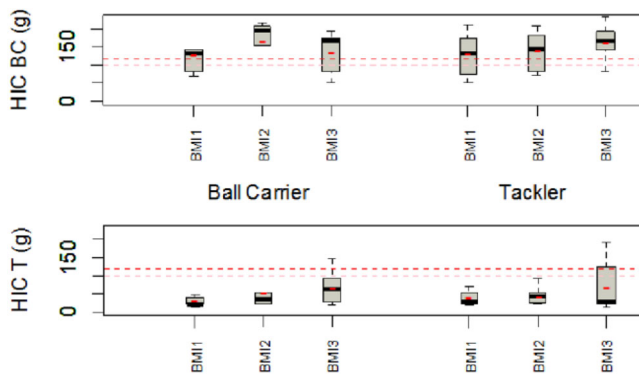 HIC BC (g)
150
0
BMI1
BMI2
BMI3
BMI1
BMI2
BMI3
Ball Carrier
Tackler
HIC T (g)
150
0
BMI1
BMI2
BMI3
BMI1
BMI2
BMI3